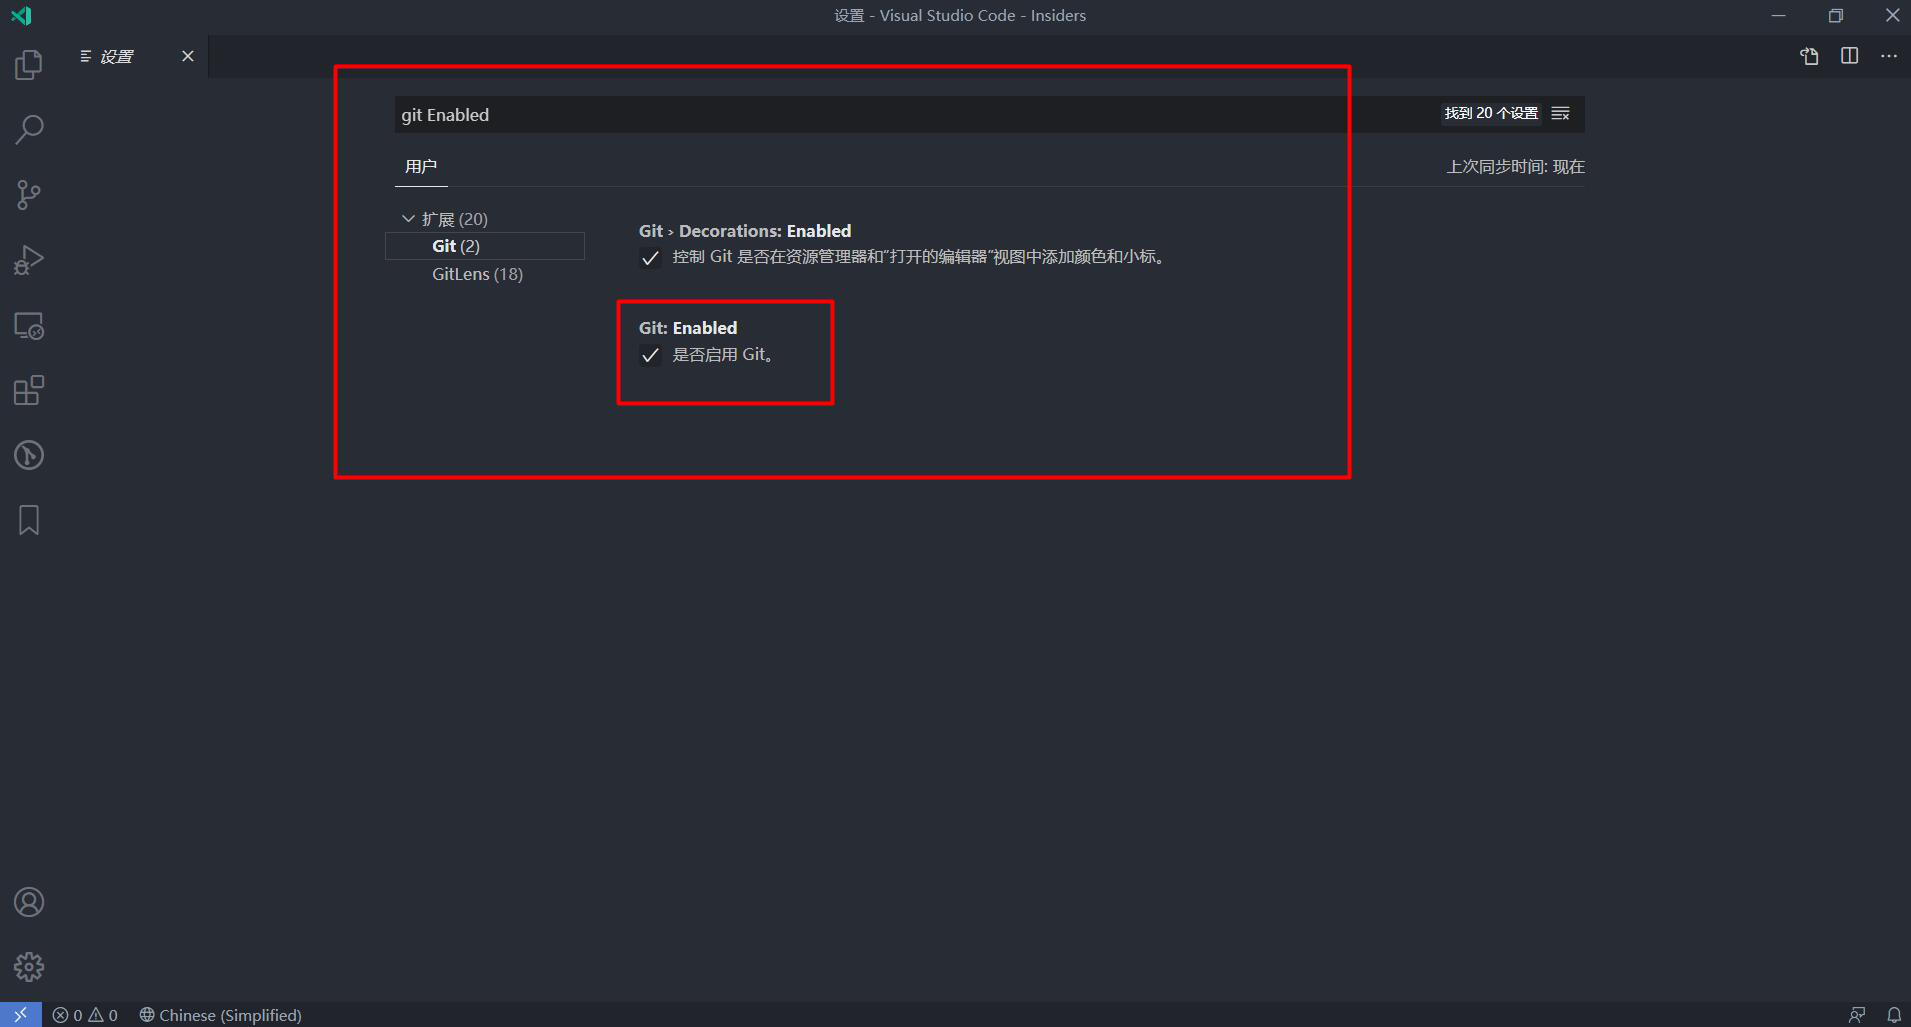 设置 - Visual Studio Code - Insiders
设置
git Enabled
找到 20 个设置
用户
上次同步时间: 现在
扩展 (20)
Git (2)
GitLens (18)
Git › Decorations: Enabled
控制 Git 是否在资源管理器和"打开的编辑器"视图中添加颜色和小标。
Git: Enabled
是否启用 Git。
0 0 Chinese (Simplified)